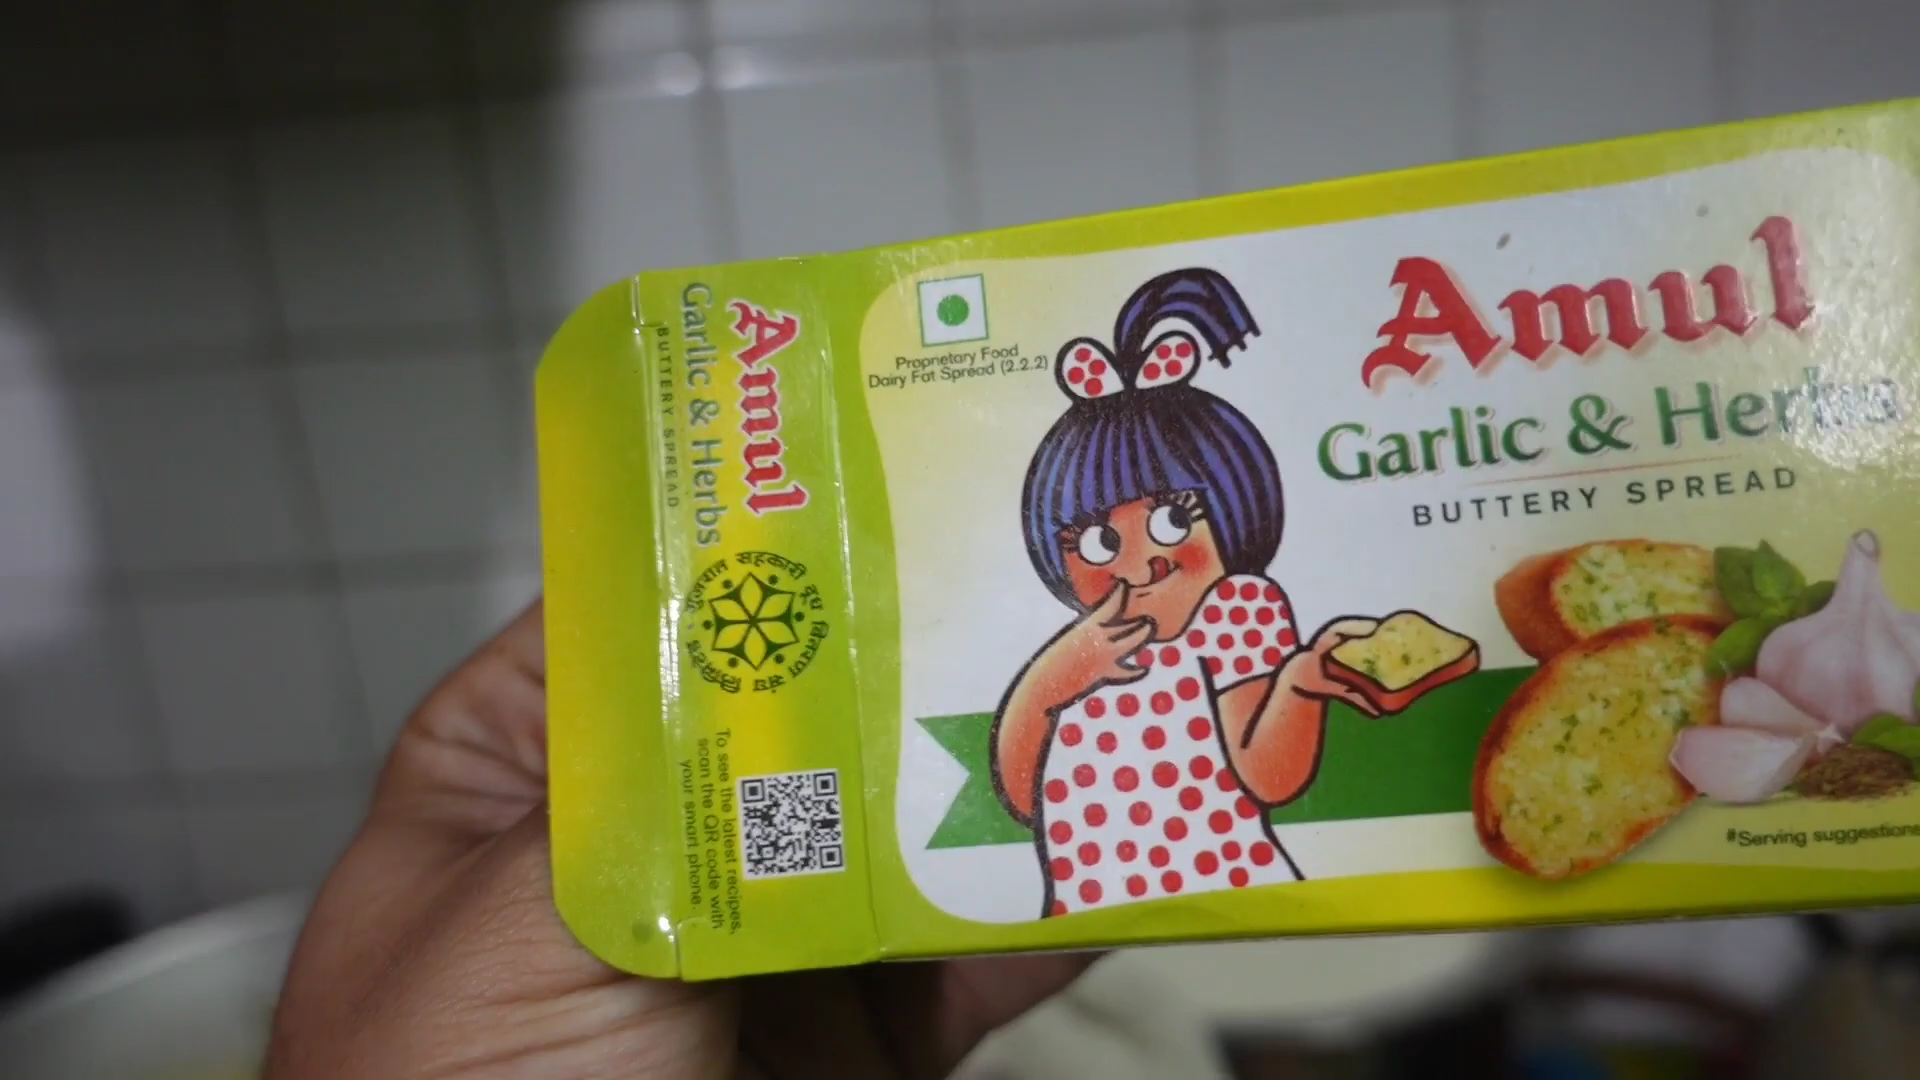 Amul
Garlic & Herbs
BUTTERY SPREAD
गुजरात सहकारी दूध वितरण संघ लिमिटेड
To see the latest recipes,
scan the QR code with
your smart phone.
Proprietary Food
Dairy Fat Spread (2.2.2)
Amul
Garlic & Herbs
BUTTERY SPREAD
#Serving suggestions